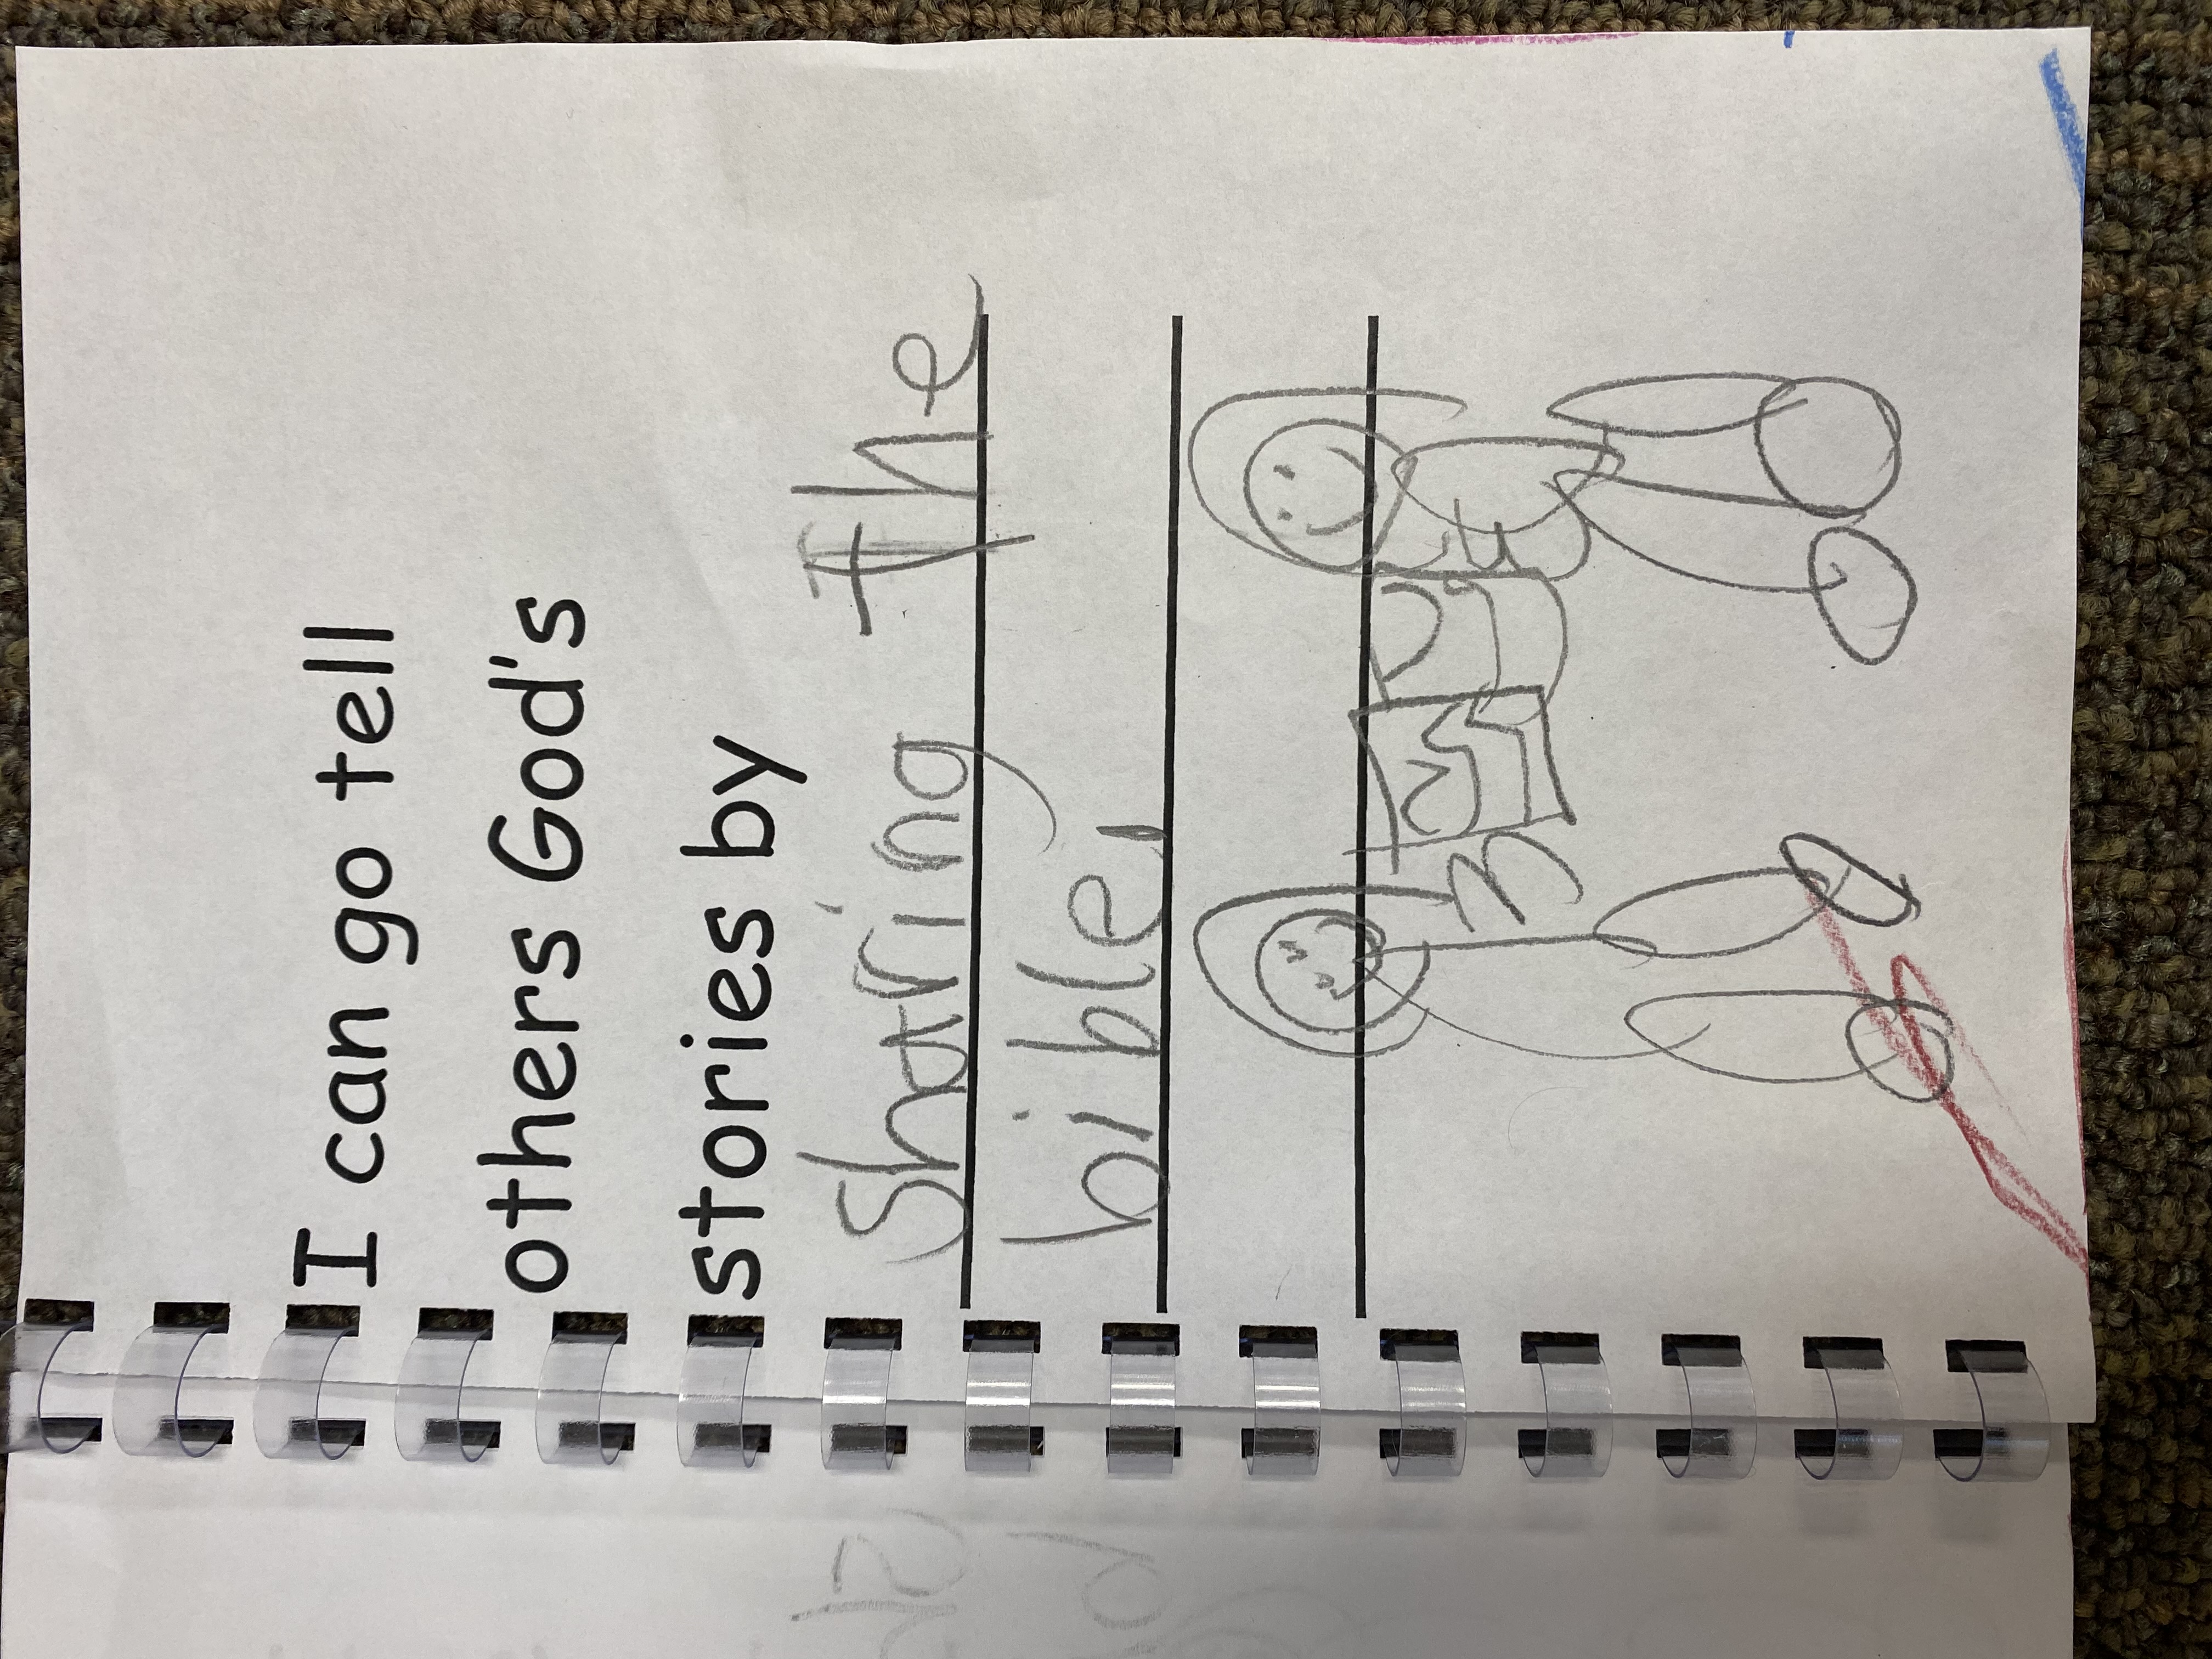 I can go tell
others God's
stories by
Sharing the
bible.